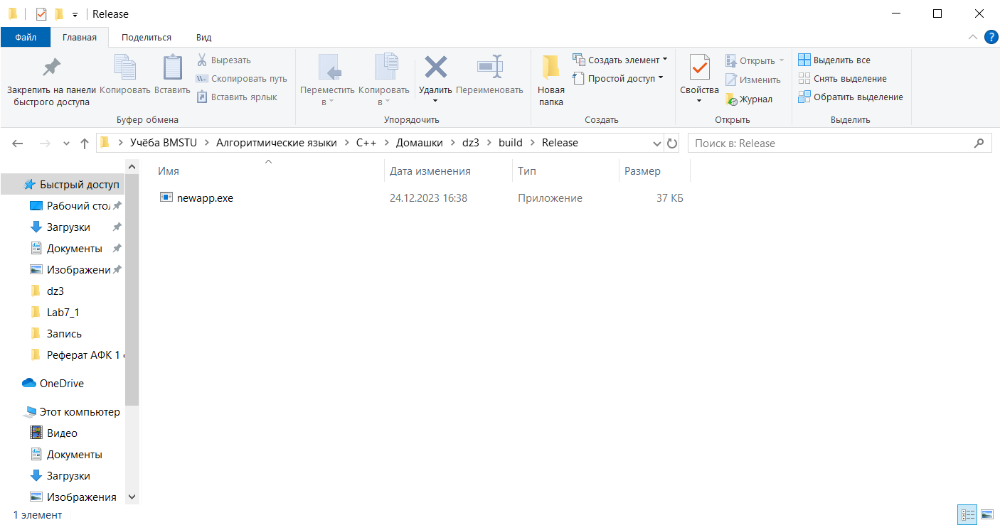 Release
Файл Главная Поделиться Вид
Закрепить на панели быстрого доступа
Копировать
Вставить
Вырезать
Скопировать путь
Вставить ярлык
Буфер обмена
Переместить в
Копировать в
Удалить
Переименовать
Упорядочить
Новая папка
Создать элемент
Простой доступ
Создать
Свойства
Открыть
Изменить
Журнал
Открыть
Выделить все
Снять выделение
Обратить выделение
Выделить
Учёба BMSTU Алгоритмические языки C++ Домашки dz3 build Release
Поиск в: Release
Имя Дата изменения Тип Размер
newapp.exe 24.12.2023 16:38 Приложение 37 КБ
Быстрый доступ
Рабочий сто
Загрузки
Документы
Изображени
dz3
Lab7_1
Запись
Реферат АФК 1
OneDrive
Этот компьютер
Видео
Документы
Загрузки
Изображения
1 элемент